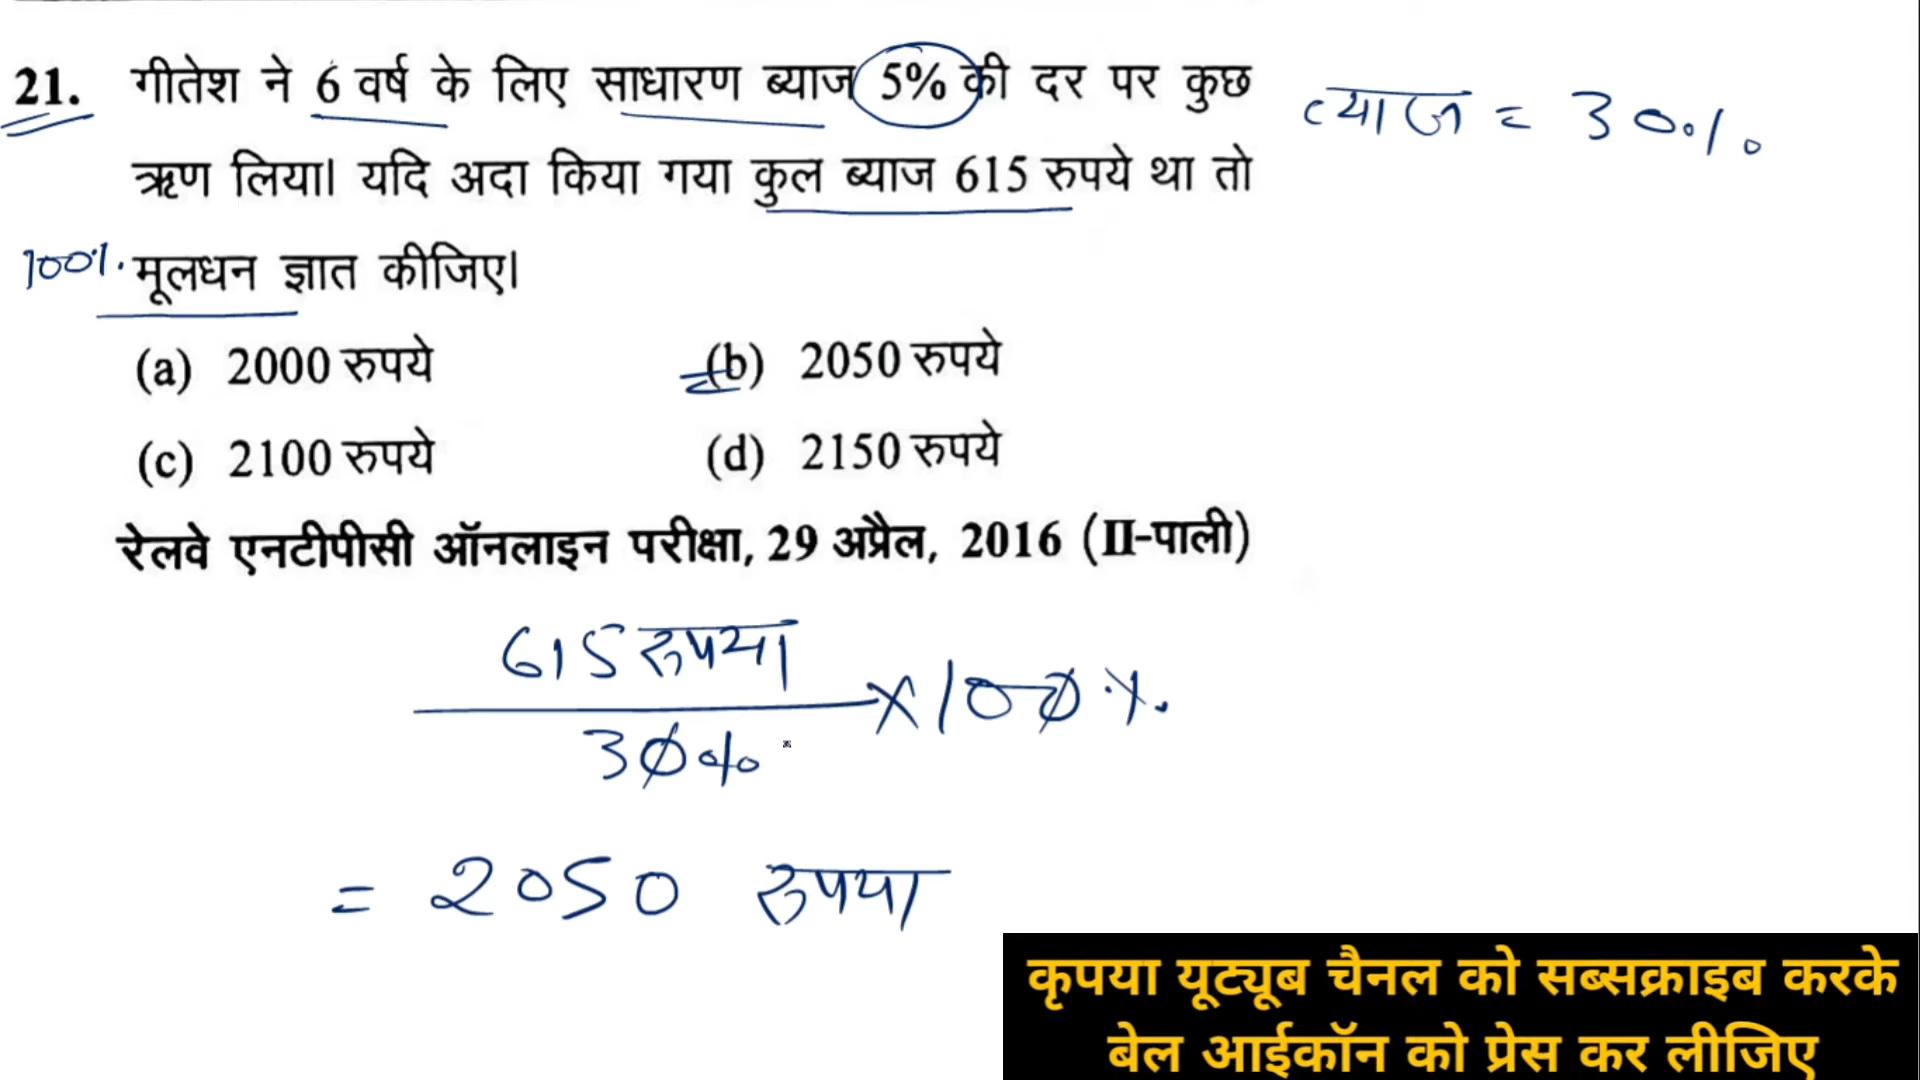 21. गीतेश ने 6 वर्ष के लिए साधारण ब्याज 5% की दर पर कुछ
ब्याज = 30%
ऋण लिया। यदि अदा किया गया कुल ब्याज 615 रुपये था तो
100%. मूलधन ज्ञात कीजिए।
(a) 2000 रुपये (b) 2050 रुपये
(c) 2100 रुपये (d) 2150 रुपये
रेलवे एनटीपीसी ऑनलाइन परीक्षा, 29 अप्रैल, 2016 (II-पाली)
615 रुपया
30% × 100%
= 2050 रुपया
कृपया यूट्यूब चैनल को सब्सक्राइब करके
बेल आईकॉन को प्रेस कर लीजिए